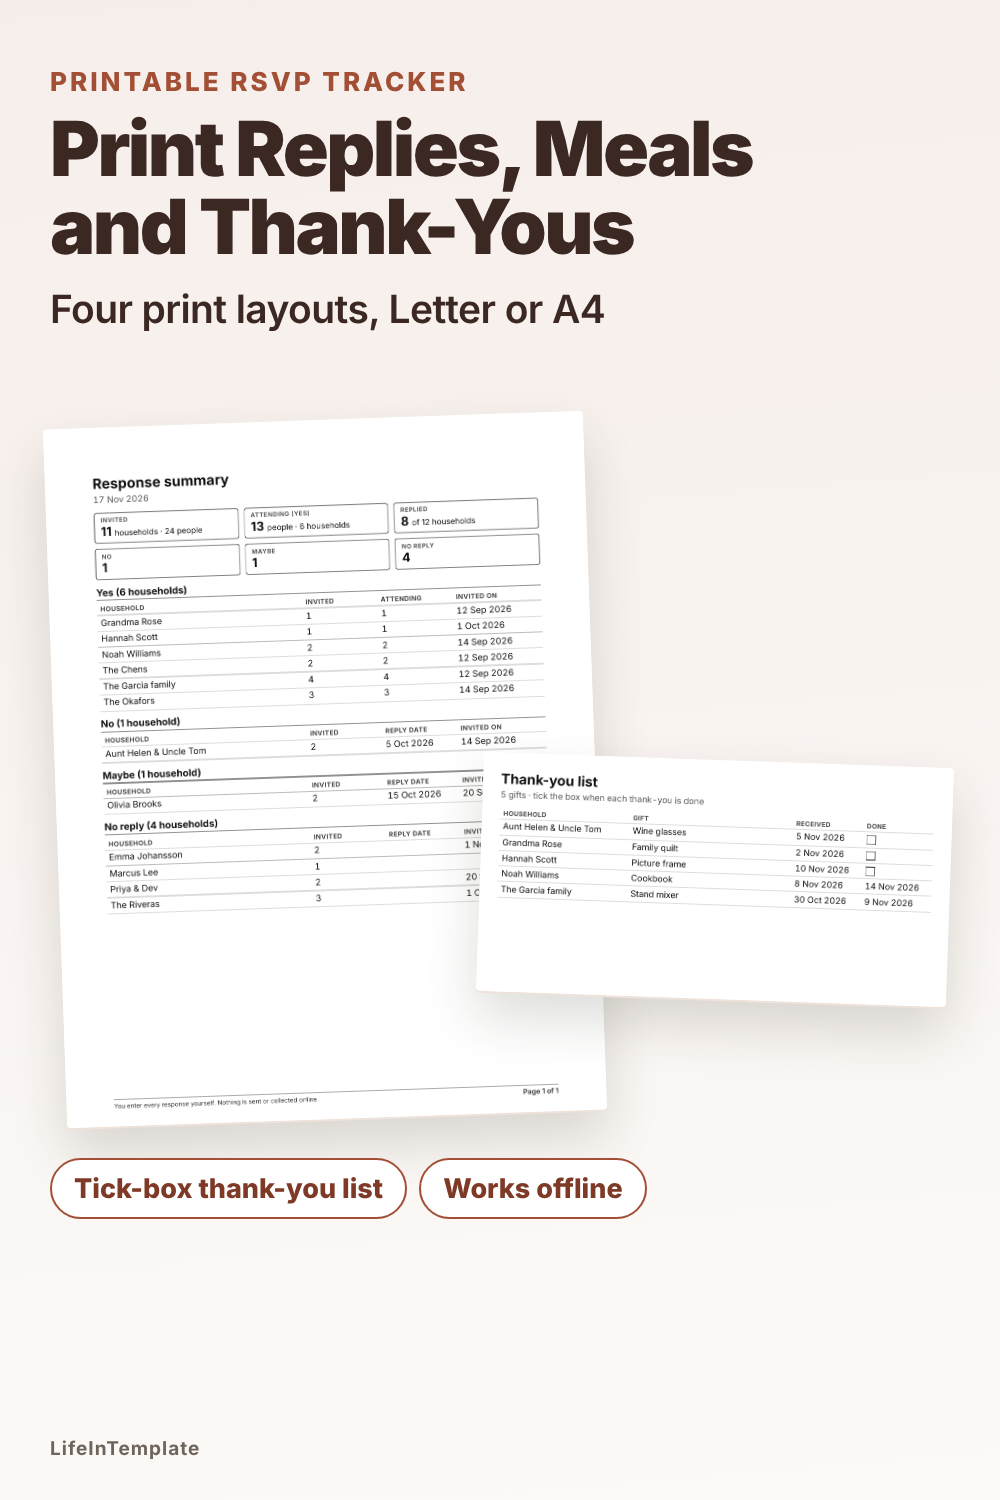 PRINTABLE RSVP TRACKER
Print Replies, Meals
and Thank-Yous
Four print layouts, Letter or A4
Response summary
17 Nov 2026
INVITED
11 households · 24 people
ATTENDING (YES)
13 people · 6 households
REPLIED
8 of 12 households
NO
1
MAYBE
1
NO REPLY
4
Yes (6 households)
HOUSEHOLD INVITED ATTENDING INVITED ON
Grandma Rose 1 1 12 Sep 2026
Hannah Scott 1 1 1 Oct 2026
Noah Williams 2 2 14 Sep 2026
The Chens 2 2 12 Sep 2026
The Garcia family 4 4 12 Sep 2026
The Okafors 3 3 14 Sep 2026
No (1 household)
HOUSEHOLD INVITED REPLY DATE INVITED ON
Aunt Helen & Uncle Tom 2 5 Oct 2026 14 Sep 2026
Maybe (1 household)
HOUSEHOLD INVITED REPLY DATE
Olivia Brooks 2 15 Oct 2026 20
No reply (4 households)
HOUSEHOLD INVITED REPLY DATE
Emma Johansson 2 1
Marcus Lee 1
Priya & Dev 2 20
The Riveras 3 1
You enter every response yourself. Nothing is sent or collected online.
Page 1 of 1
Thank-you list
5 gifts · tick the box when each thank-you is done
HOUSEHOLD GIFT RECEIVED DONE
Aunt Helen & Uncle Tom Wine glasses 5 Nov 2026
Grandma Rose Family quilt 2 Nov 2026
Hannah Scott Picture frame 10 Nov 2026
Noah Williams Cookbook 8 Nov 2026 14 Nov 2026
The Garcia family Stand mixer 30 Oct 2026 9 Nov 2026
Tick-box thank-you list
Works offline
LifeInTemplate